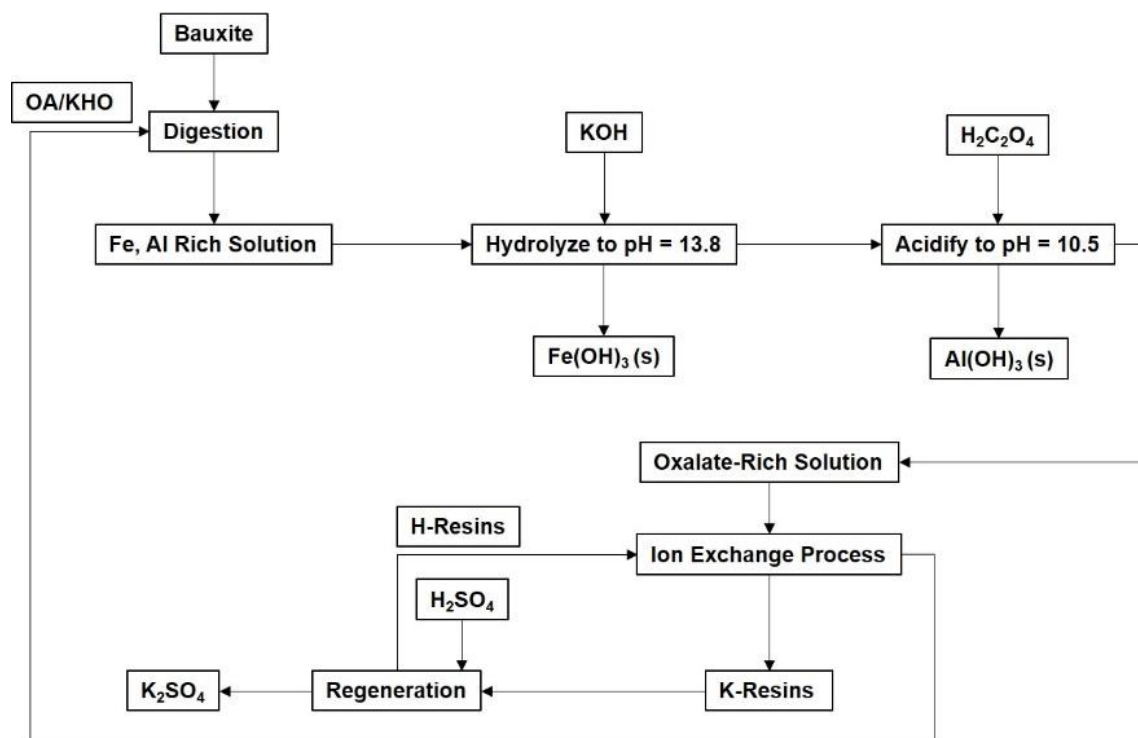 Bauxite
OA/KHO
Digestion
KOH
H₂C₂O₄
Fe, Al Rich Solution
Hydrolyze to pH = 13.8
Acidify to pH = 10.5
Fe(OH)₃ (s)
Al(OH)₃ (s)
Oxalate-Rich Solution
H-Resins
Ion Exchange Process
H₂SO₄
K₂SO₄
Regeneration
K-Resins